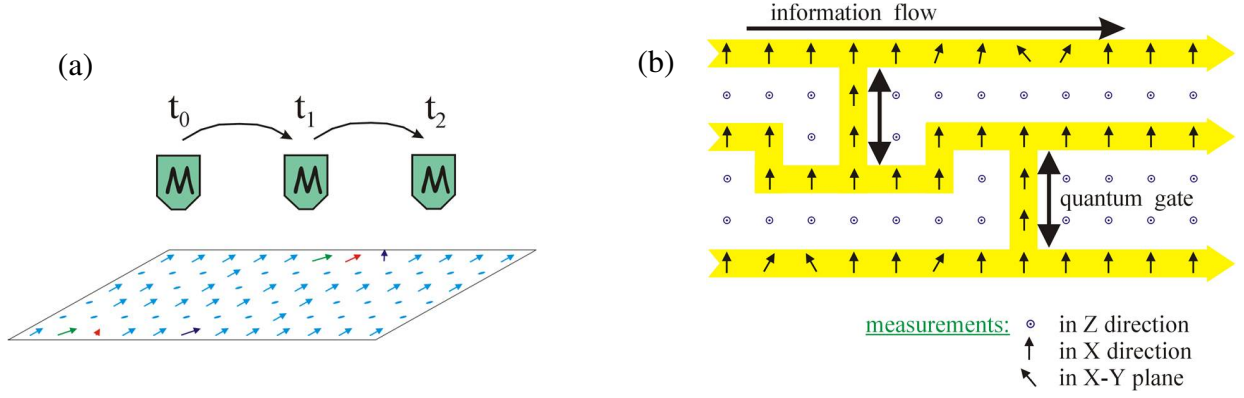 (a)
t0 t1 t2
M M M
(b)
information flow
quantum gate
measurements:
in Z direction
in X direction
in X-Y plane